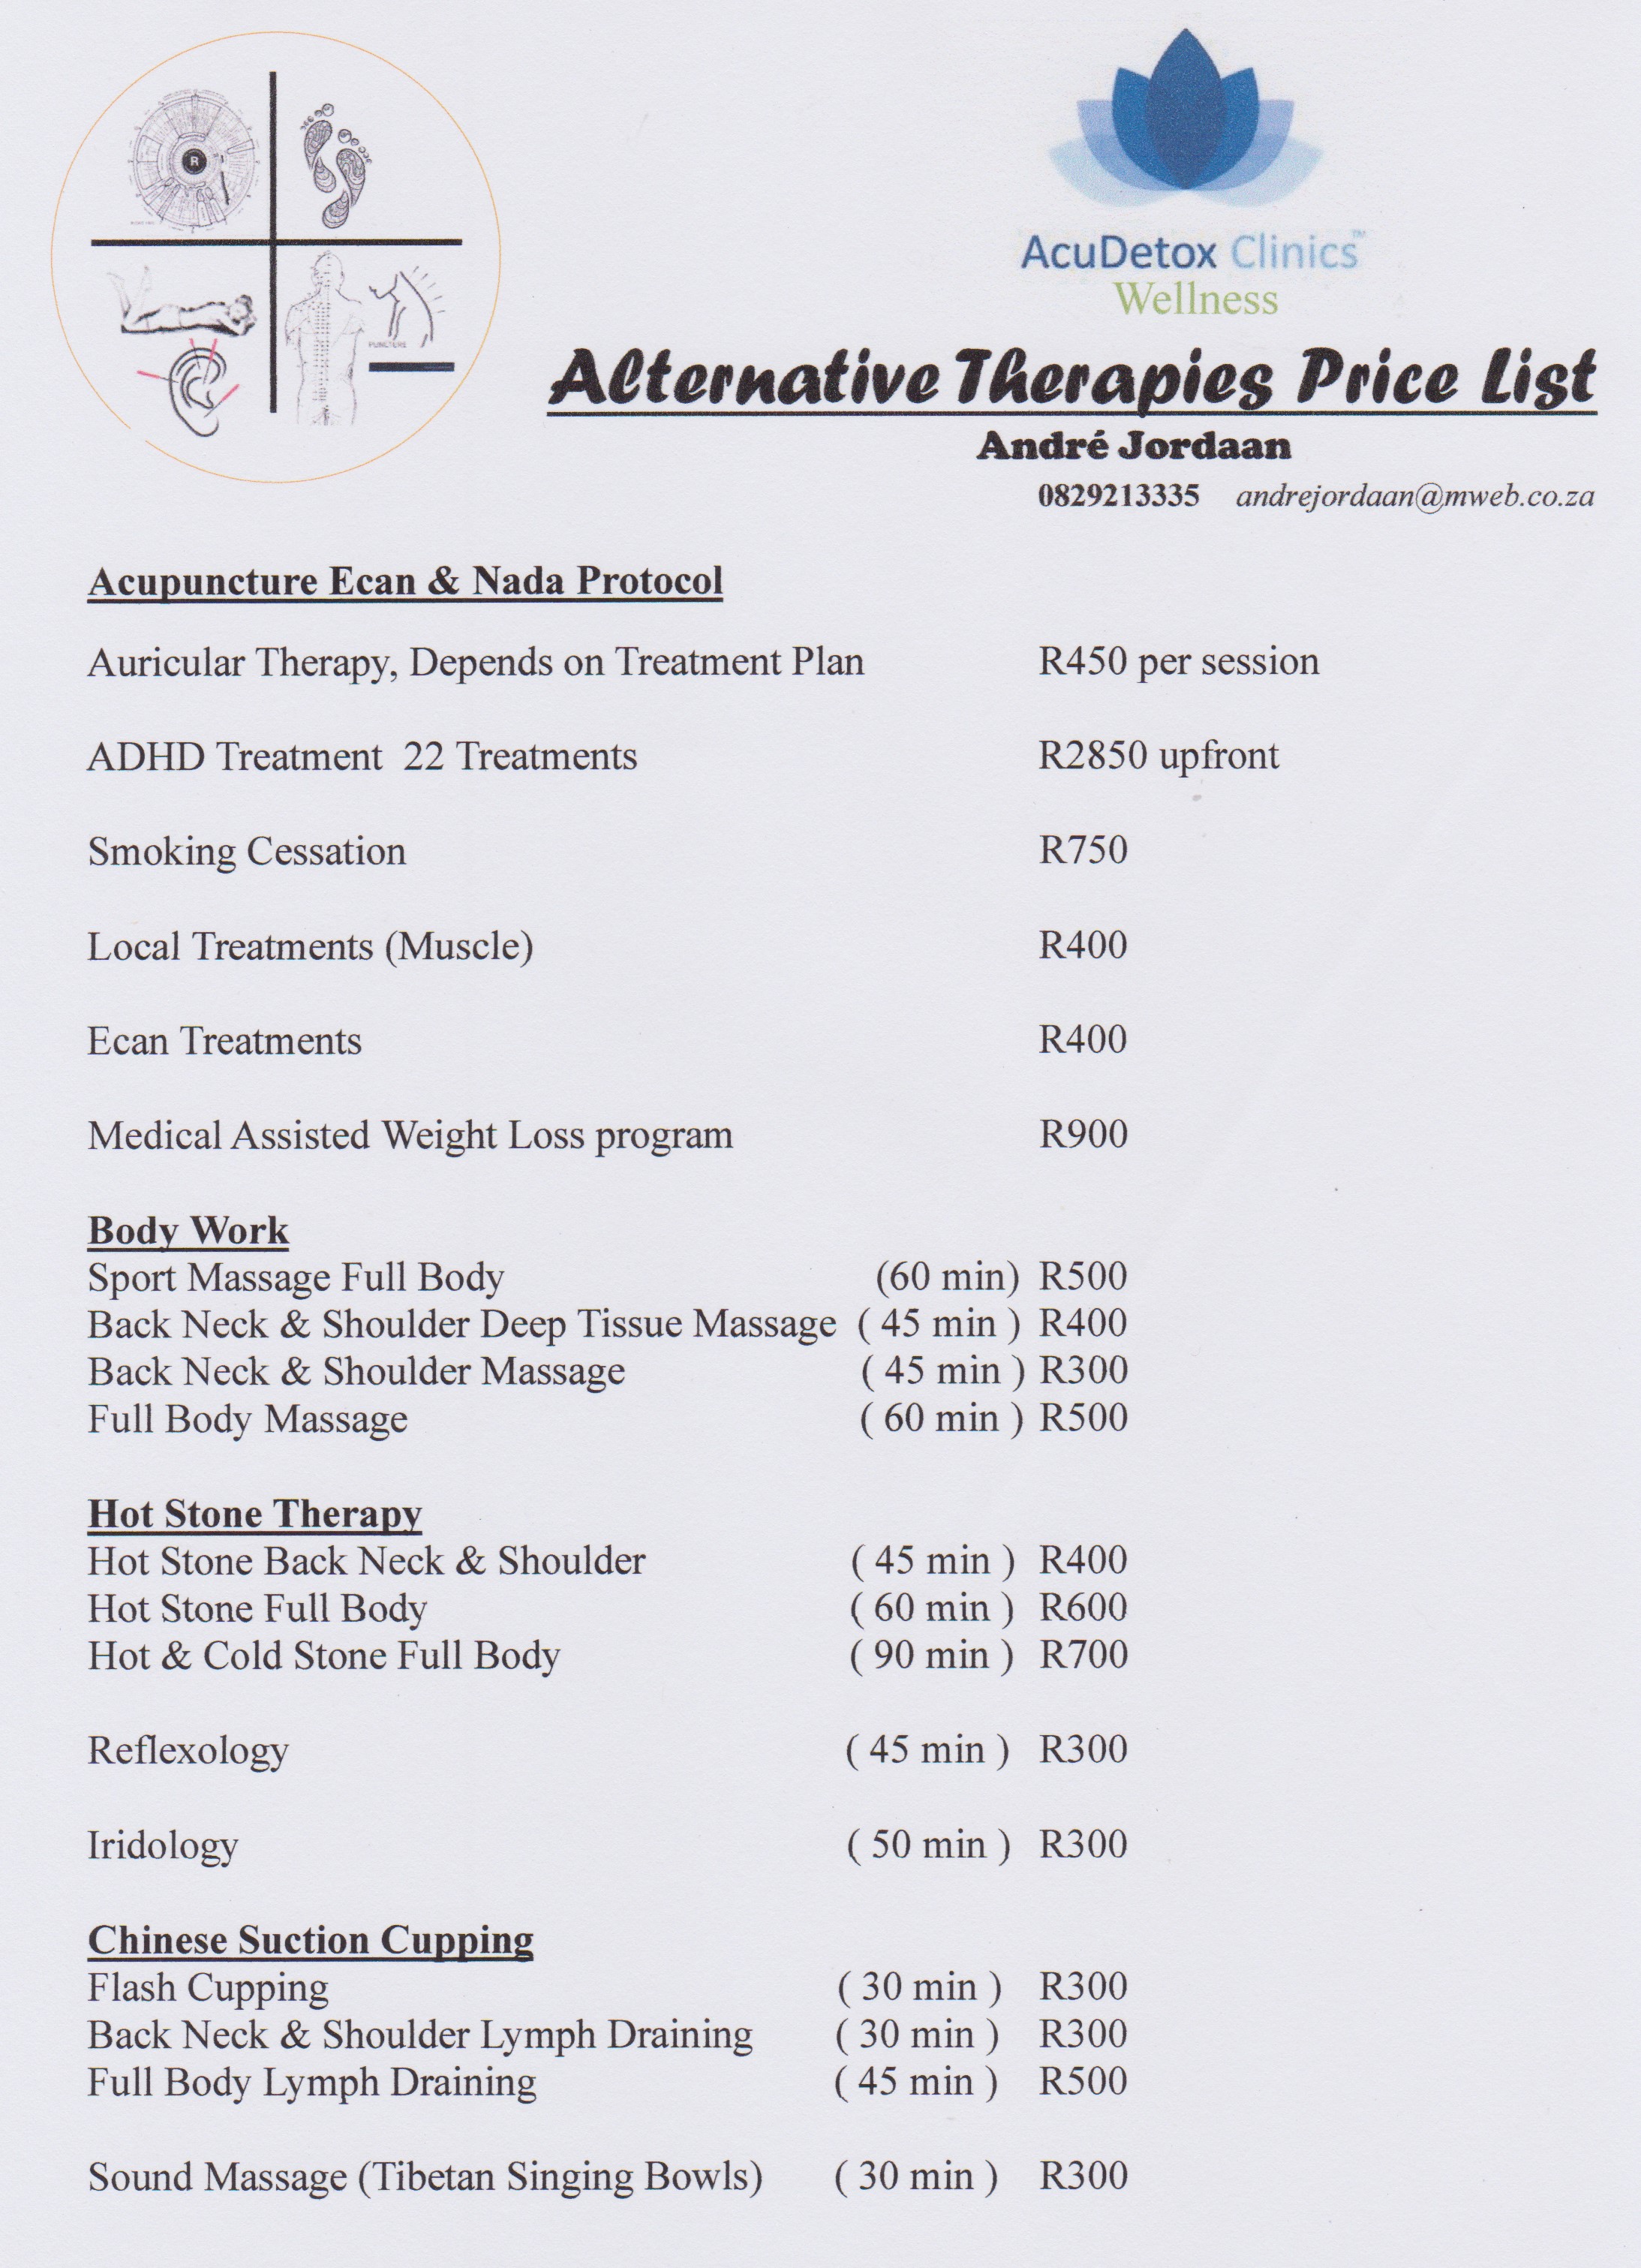 R
PUNCTERE
AcuDetox Clinics™
Wellness
Alternative Therapies Price List
André Jordaan
0829213335 andrejordaan@mweb.co.za
Acupuncture Ecan & Nada Protocol
Auricular Therapy, Depends on Treatment Plan R450 per session
ADHD Treatment 22 Treatments R2850 upfront
Smoking Cessation R750
Local Treatments (Muscle) R400
Ecan Treatments R400
Medical Assisted Weight Loss program R900
Body Work
Sport Massage Full Body (60 min) R500
Back Neck & Shoulder Deep Tissue Massage ( 45 min ) R400
Back Neck & Shoulder Massage ( 45 min ) R300
Full Body Massage ( 60 min ) R500
Hot Stone Therapy
Hot Stone Back Neck & Shoulder ( 45 min ) R400
Hot Stone Full Body ( 60 min ) R600
Hot & Cold Stone Full Body ( 90 min ) R700
Reflexology ( 45 min ) R300
Iridology ( 50 min ) R300
Chinese Suction Cupping
Flash Cupping ( 30 min ) R300
Back Neck & Shoulder Lymph Draining ( 30 min ) R300
Full Body Lymph Draining ( 45 min ) R500
Sound Massage (Tibetan Singing Bowls) ( 30 min ) R300